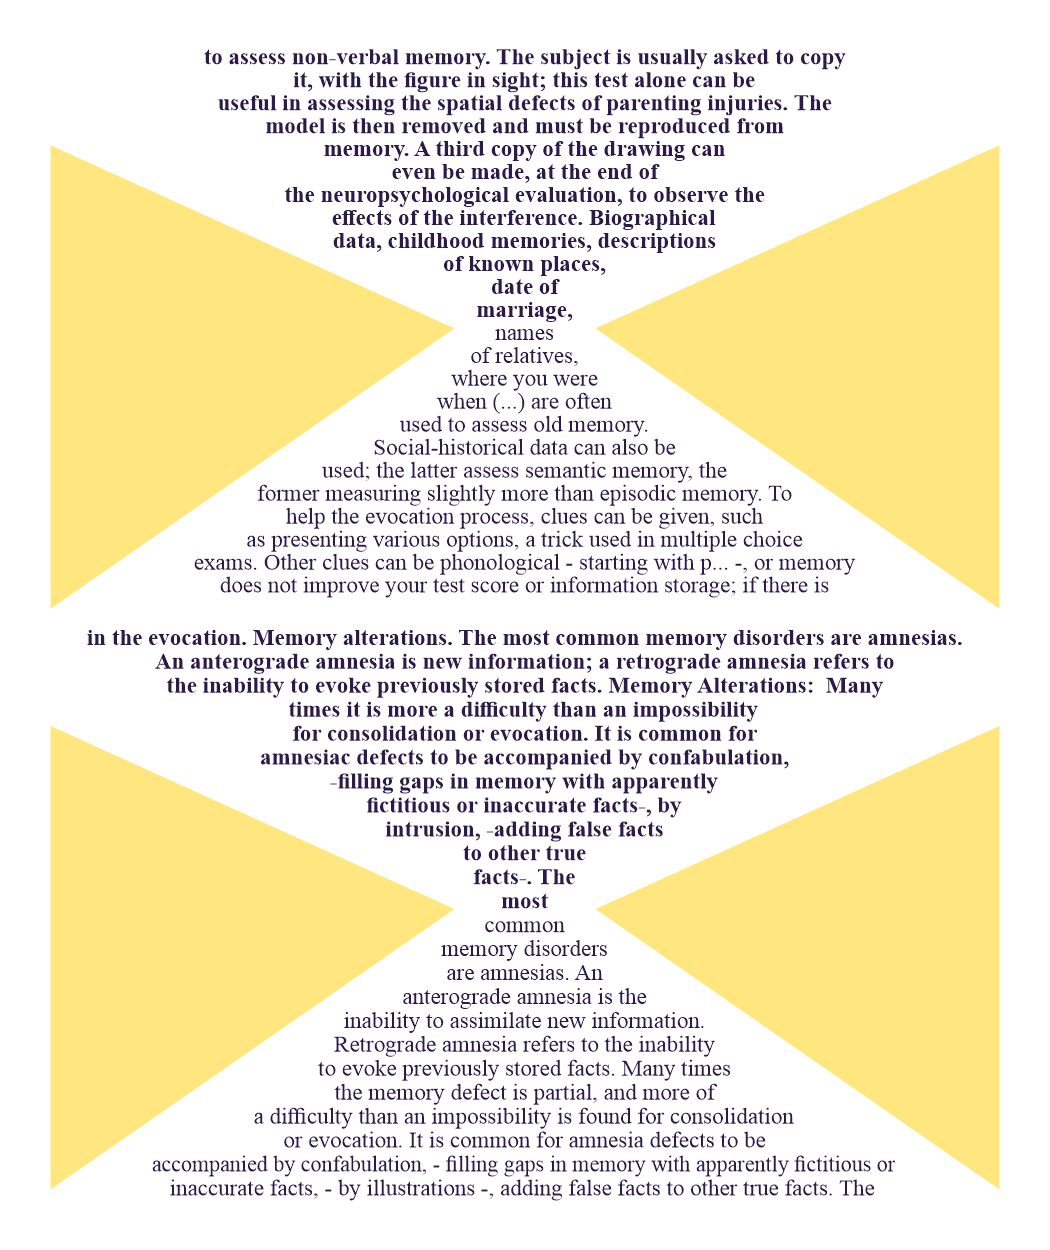 to assess non-verbal memory. The subject is usually asked to copy
it, with the figure in sight; this test alone can be
useful in assessing the spatial defects of parenting injuries. The
model is then removed and must be reproduced from
memory. A third copy of the drawing can
even be made, at the end of
the neuropsychological evaluation, to observe the
effects of the interference. Biographical
data, childhood memories, descriptions
of known places,
date of
marriage,
names
of relatives,
where you were
when (...) are often
used to assess old memory.
Social-historical data can also be
used; the latter assess semantic memory, the
former measuring slightly more than episodic memory. To
help the evocation process, clues can be given, such
as presenting various options, a trick used in multiple choice
exams. Other clues can be phonological - starting with p... -, or memory
does not improve your test score or information storage; if there is
in the evocation. Memory alterations. The most common memory disorders are amnesias.
An anterograde amnesia is new information; a retrograde amnesia refers to
the inability to evoke previously stored facts. Memory Alterations:  Many
times it is more a difficulty than an impossibility
for consolidation or evocation. It is common for
amnesiac defects to be accompanied by confabulation,
-filling gaps in memory with apparently
fictitious or inaccurate facts-, by
intrusion, -adding false facts
to other true
facts-. The
most
common
memory disorders
are amnesias. An
anterograde amnesia is the
inability to assimilate new information.
Retrograde amnesia refers to the inability
to evoke previously stored facts. Many times
the memory defect is partial, and more of
a difficulty than an impossibility is found for consolidation
or evocation. It is common for amnesia defects to be
accompanied by confabulation, - filling gaps in memory with apparently fictitious or
inaccurate facts, - by illustrations -, adding false facts to other true facts. The